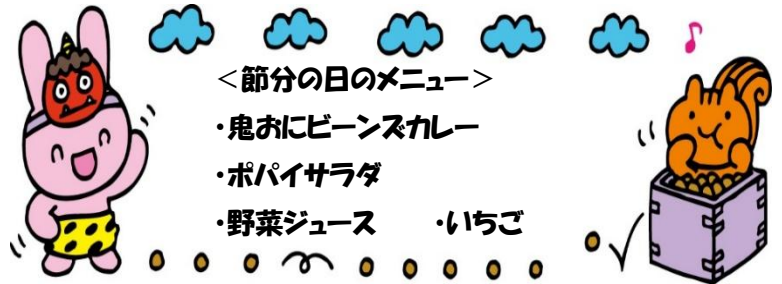 ＜節分の日のメニュー＞
・鬼おにビーンズカレー
・ポパイサラダ
・野菜ジュース　　・いちご